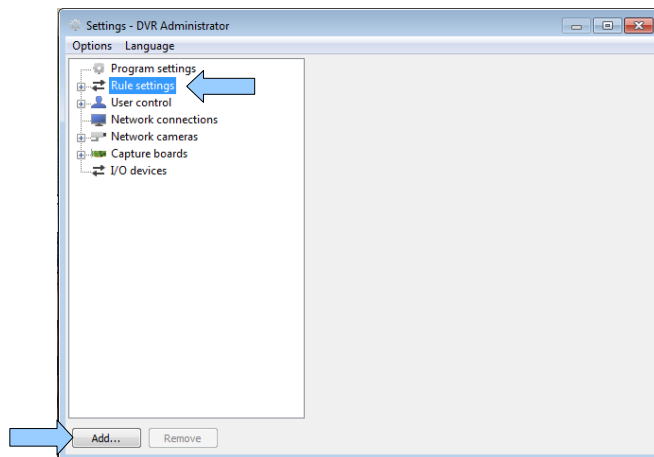 Settings - DVR Administrator
Options Language
Program settings
Rule settings
User control
Network connections
Network cameras
Capture boards
I/O devices
Add... Remove